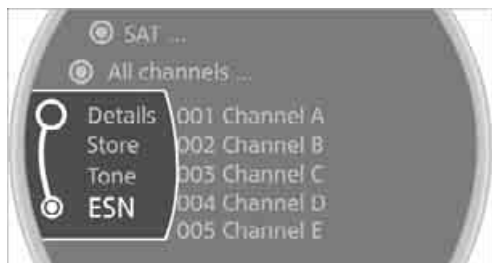 SAT ...
All channels ...
Details 001 Channel A
Store 002 Channel B
Tone 003 Channel C
ESN 004 Channel D
005 Channel E